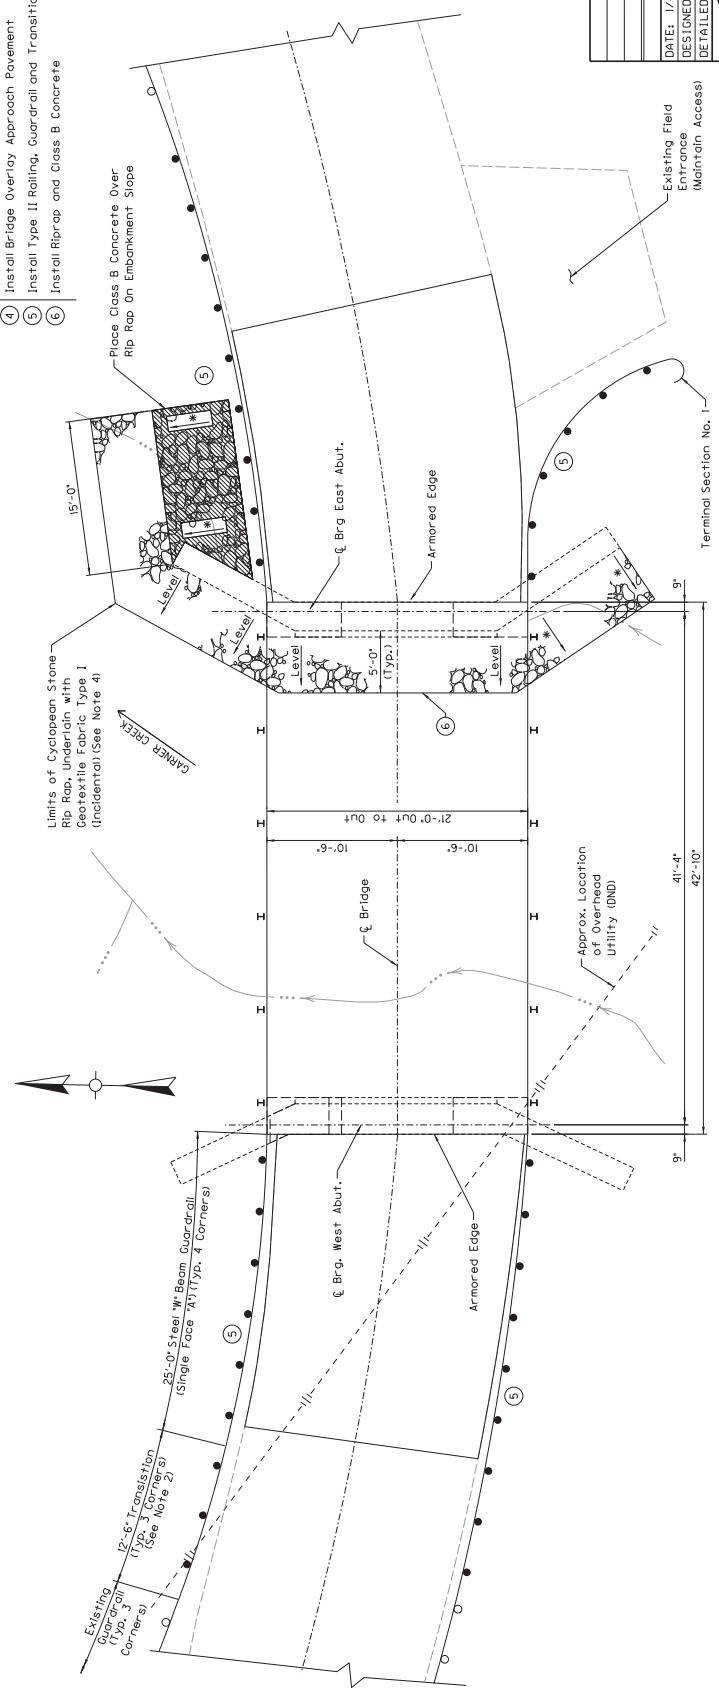 4 Install Bridge Overlay Approach Pavement
5 Install Type II Railing, Guardrail and Transitio
6 Install Riprap and Class B Concrete
DATE: 1/
DESIGNED
DETAILED
Place Class B Concrete Over
Rip Rap On Embankment Slope
Existing Field
Entrance
(Maintain Access)
5
15'-0"
*
*
℄ Brg East Abut.
Armored Edge
5
Terminal Section No. 1
Level
Level
Level
Level
*
*
5'-0"
(Typ.)
9"
Limits of Cyclopean Stone
Rip Rap, Underlain with
Geotextile Fabric Type I
(Incidental) (See Note 4)
GARNER CREEK
6
21'-0" Out to Out
10'-6"
10'-6"
℄ Bridge
Approx. Location
of Overhead
Utility (DND)
41'-4"
42'-10"
9"
℄ Brg. West Abut.
Armored Edge
25'-0" Steel "W" Beam Guardrail
(Single Face "A") (Typ. 4 Corners)
5
5
12'-6" Transistion
(Typ. 3 Corners)
(See Note 2)
Existing
Guardrail
(Typ. 3
Corners)